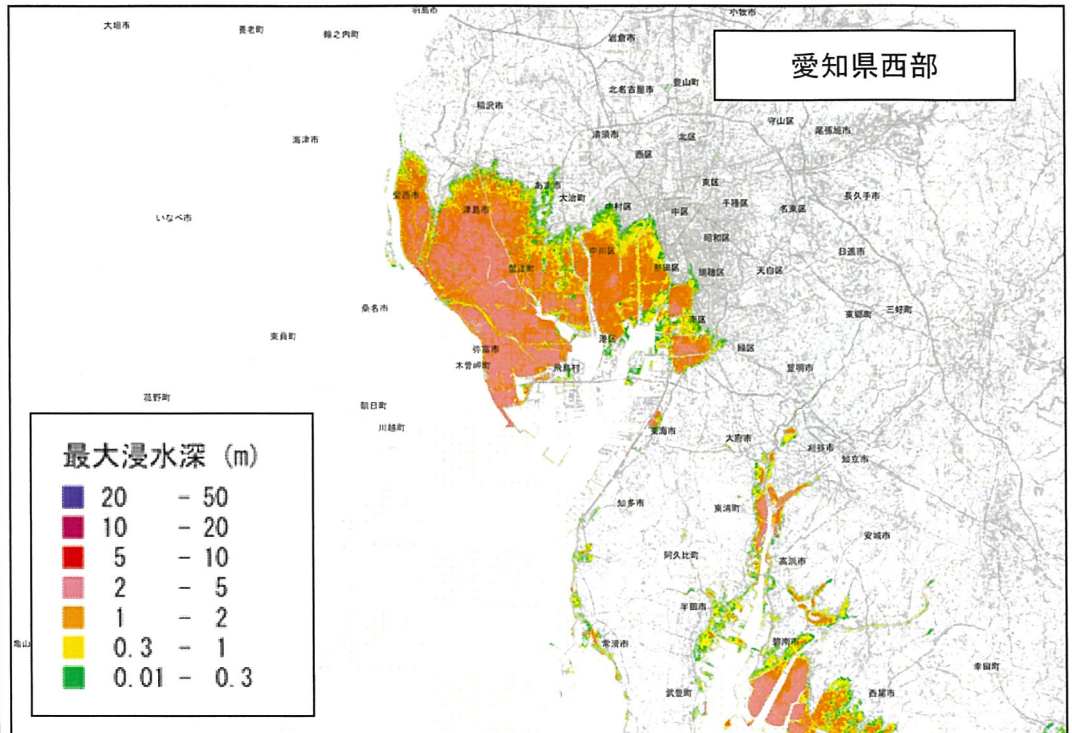 羽島市
小牧市
大垣市
養老町
輪之内町
岩倉市
愛知県西部
北名古屋市
豊山町
稲沢市
守山区
尾張旭市
清須市
北区
海津市
西区
東区
愛西市
あま市
大治町
千種区
名東区
長久手市
津島市
中村区
中区
いなべ市
昭和区
中川区
日進市
蟹江町
熱田区
瑞穂区
天白区
桑名市
東郷町
三好町
南区
東員町
港区
弥富市
緑区
木曽岬町
飛島村
豊明市
菰野町
朝日町
川越町
東海市
大府市
刈谷市
知立市
最大浸水深 (m)
20 - 50
10 - 20
5 - 10
2 - 5
1 - 2
0.3 - 1
0.01 - 0.3
知多市
東浦町
安城市
阿久比町
高浜市
半田市
亀山
常滑市
碧南市
幸田町
武豊町
西尾市